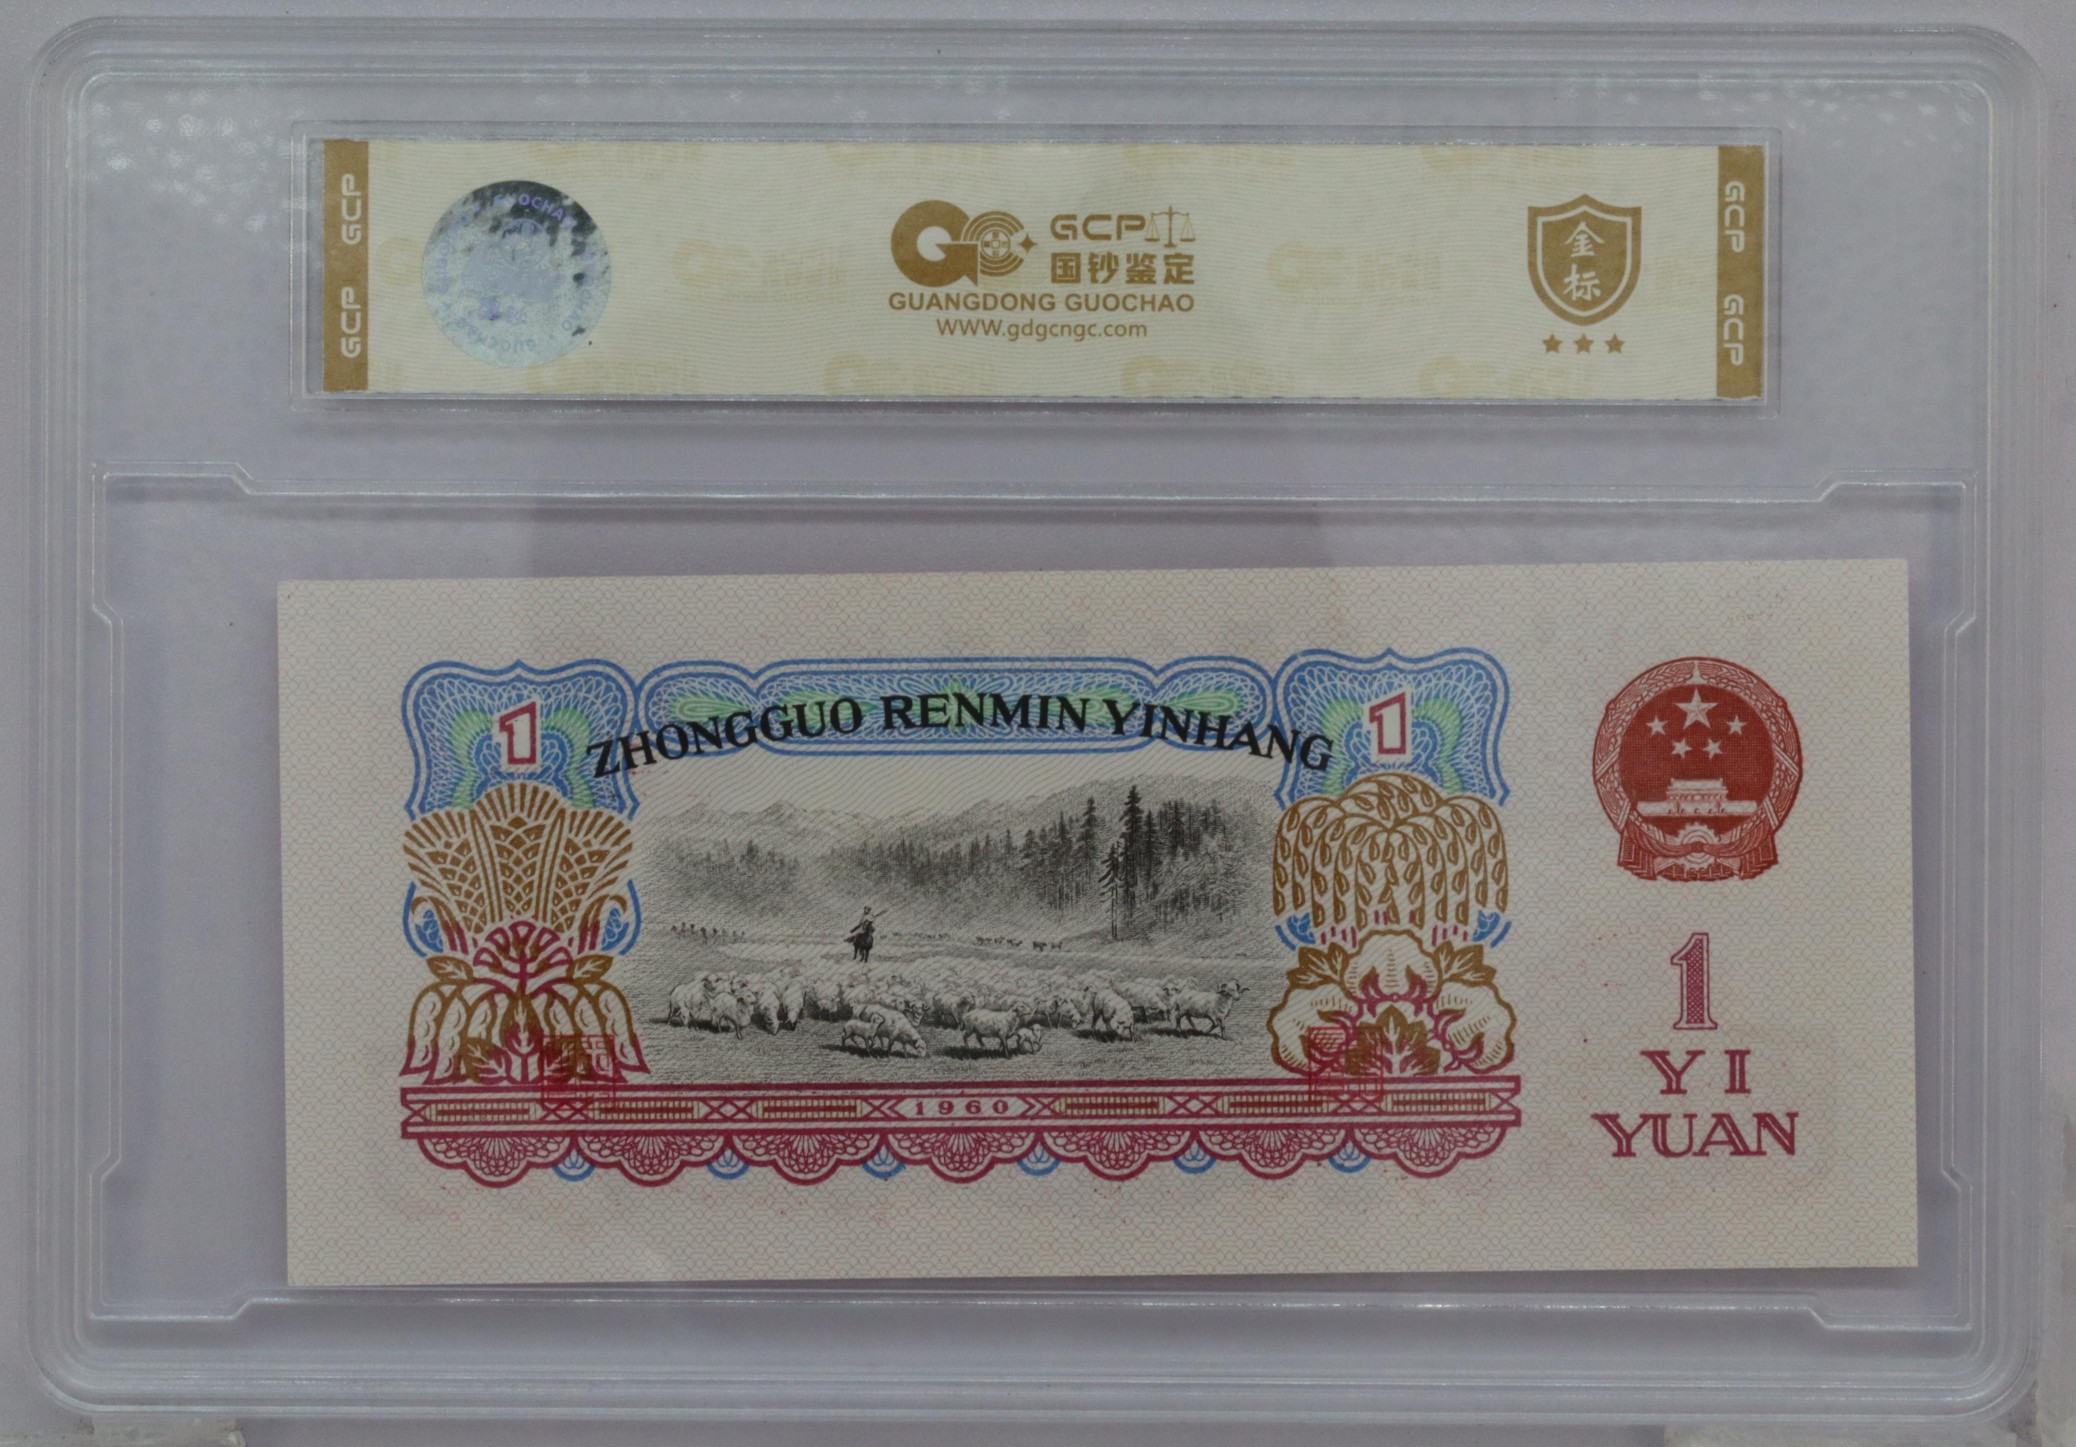 GCP
GCP
GUOCHAO
GCP
国钞鉴定
GUANGDONG GUOCHAO
WWW.gdgcngc.com
金标
GCP
GCP
1
ZHONGGUO RENMIN YINHANG
1
1960
1
YI
YUAN